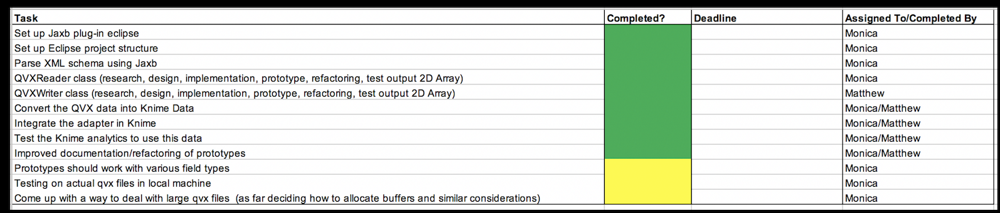 Task Completed? Deadline Assigned To/Completed By
Set up Jaxb plug-in eclipse Monica
Set up Eclipse project structure Monica
Parse XML schema using Jaxb Monica
QVXReader class (research, design, implementation, prototype, refactoring, test output 2D Array) Monica
QVXWriter class (research, design, implementation, prototype, refactoring, test output 2D Array) Matthew
Convert the QVX data into Knime Data Monica/Matthew
Integrate the adapter in Knime Monica/Matthew
Test the Knime analytics to use this data Monica/Matthew
Improved documentation/refactoring of prototypes Monica/Matthew
Prototypes should work with various field types Monica
Testing on actual qvx files in local machine Monica
Come up with a way to deal with large qvx files (as far deciding how to allocate buffers and similar considerations) Monica